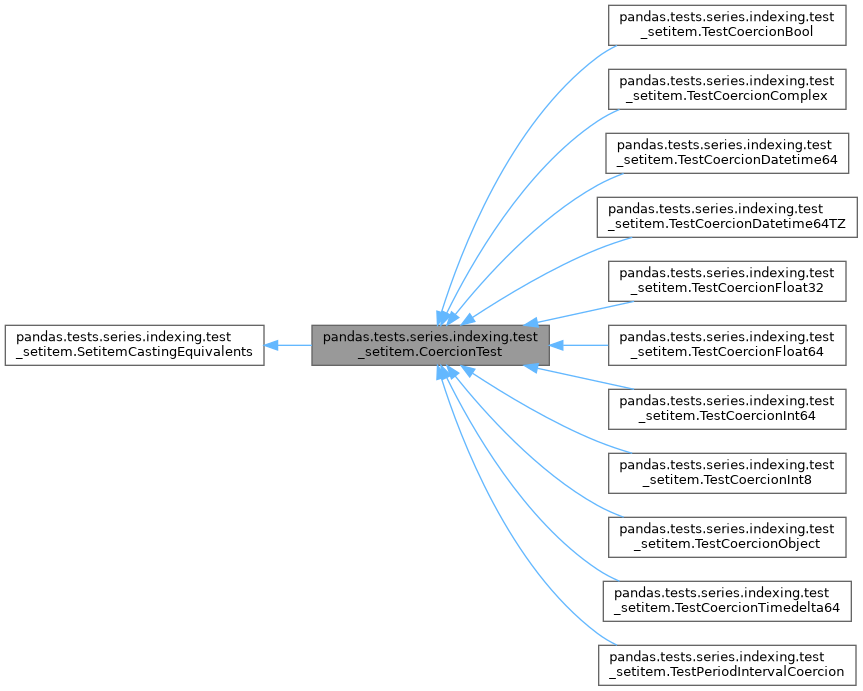 pandas.tests.series.indexing.test
_setitem.TestCoercionBool
pandas.tests.series.indexing.test
_setitem.TestCoercionComplex
pandas.tests.series.indexing.test
_setitem.TestCoercionDatetime64
pandas.tests.series.indexing.test
_setitem.TestCoercionDatetime64TZ
pandas.tests.series.indexing.test
_setitem.TestCoercionFloat32
pandas.tests.series.indexing.test
_setitem.SetitemCastingEquivalents
pandas.tests.series.indexing.test
_setitem.CoercionTest
pandas.tests.series.indexing.test
_setitem.TestCoercionFloat64
pandas.tests.series.indexing.test
_setitem.TestCoercionInt64
pandas.tests.series.indexing.test
_setitem.TestCoercionInt8
pandas.tests.series.indexing.test
_setitem.TestCoercionObject
pandas.tests.series.indexing.test
_setitem.TestCoercionTimedelta64
pandas.tests.series.indexing.test
_setitem.TestPeriodIntervalCoercion